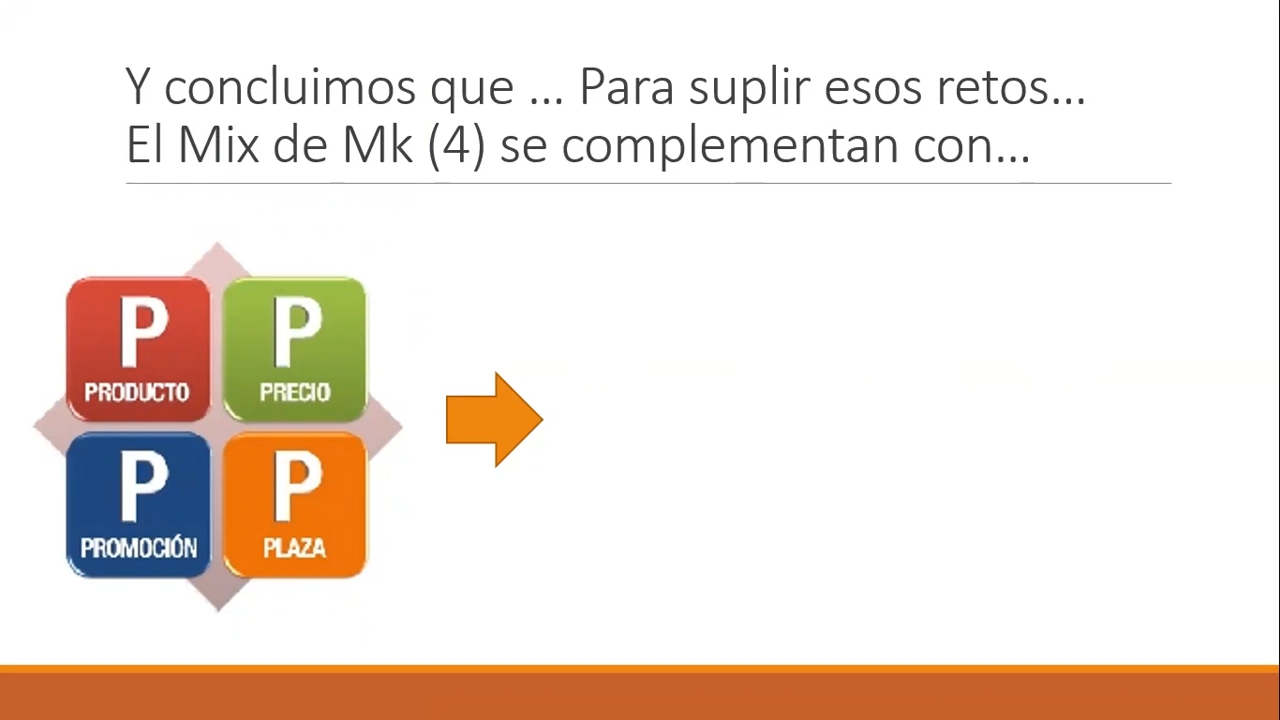 Y concluimos que … Para suplir esos retos…
El Mix de Mk (4) se complementan con…
P
PRODUCTO
P
PRECIO
P
PROMOCIÓN
P
PLAZA